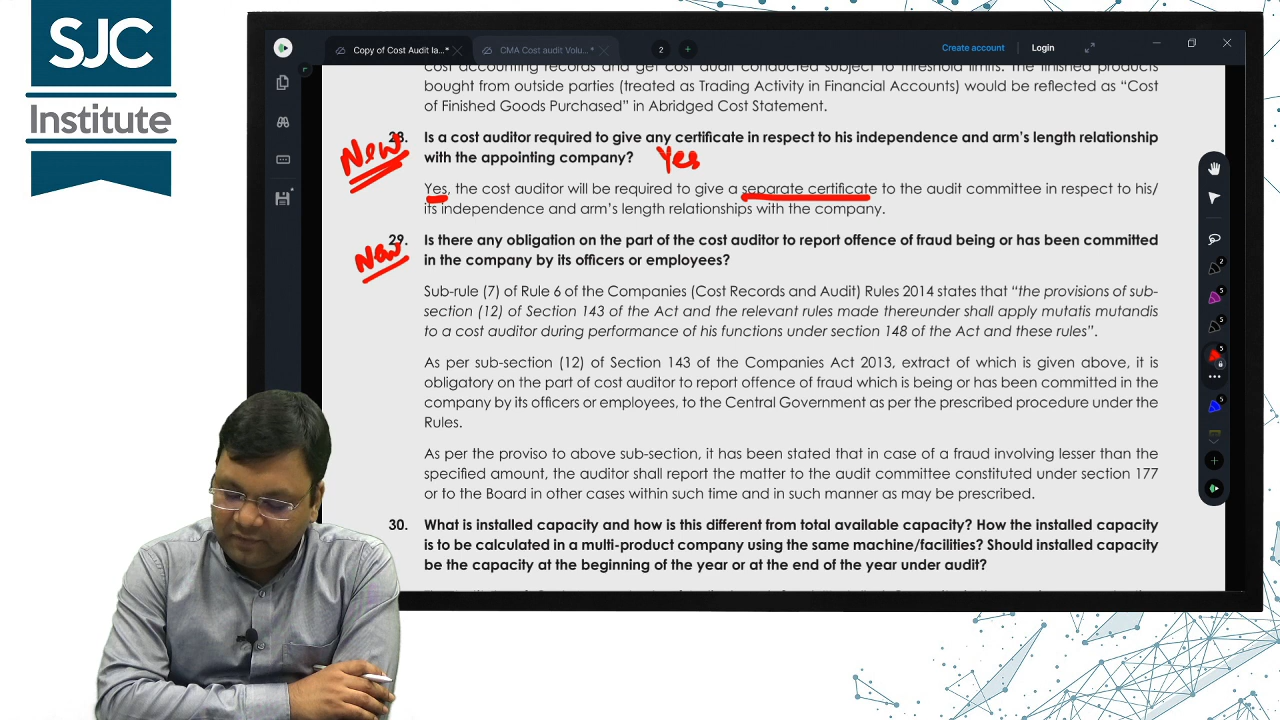 SJC
Institute
Copy of Cost Audit la...*
CMA Cost audit Volu... *
2
Create account
Login
cost accounting records and get cost audit conducted subject to threshold limits. The finished products
bought from outside parties (treated as Trading Activity in Financial Accounts) would be reflected as “Cost
of Finished Goods Purchased” in Abridged Cost Statement.
New
28. Is a cost auditor required to give any certificate in respect to his independence and arm’s length relationship
with the appointing company? Yes
Yes, the cost auditor will be required to give a separate certificate to the audit committee in respect to his/
its independence and arm’s length relationships with the company.
New
29. Is there any obligation on the part of the cost auditor to report offence of fraud being or has been committed
in the company by its officers or employees?
Sub-rule (7) of Rule 6 of the Companies (Cost Records and Audit) Rules 2014 states that “the provisions of sub-
section (12) of Section 143 of the Act and the relevant rules made thereunder shall apply mutatis mutandis
to a cost auditor during performance of his functions under section 148 of the Act and these rules”.
As per sub-section (12) of Section 143 of the Companies Act 2013, extract of which is given above, it is
obligatory on the part of cost auditor to report offence of fraud which is being or has been committed in the
company by its officers or employees, to the Central Government as per the prescribed procedure under the
Rules.
As per the proviso to above sub-section, it has been stated that in case of a fraud involving lesser than the
specified amount, the auditor shall report the matter to the audit committee constituted under section 177
or to the Board in other cases within such time and in such manner as may be prescribed.
30. What is installed capacity and how is this different from total available capacity? How the installed capacity
is to be calculated in a multi-product company using the same machine/facilities? Should installed capacity
be the capacity at the beginning of the year or at the end of the year under audit?
2
5
5
5
5